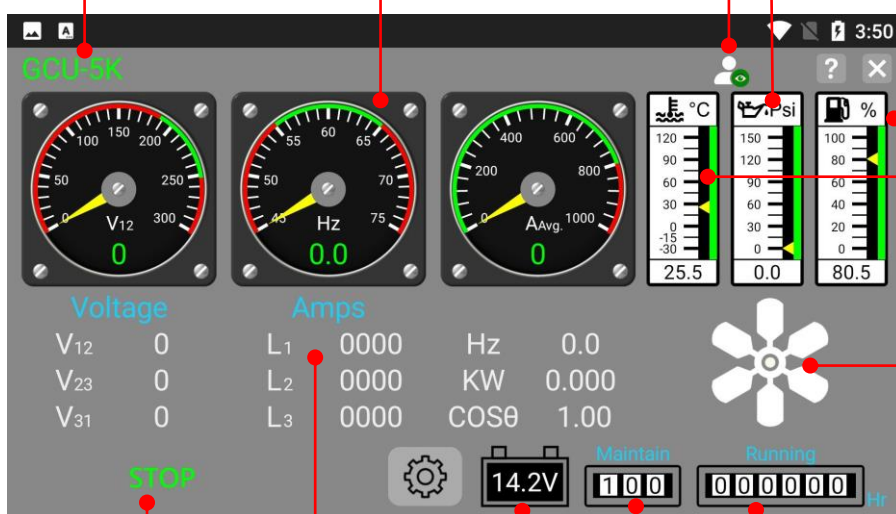 A
3:50
GCU-5K
?
50 100 150 200 250 300
V12
0
45 50 55 60 65 70 75
Hz
0.0
0 200 400 600 800 1000
AAvg.
0
°C
120
90
60
30
0
-15
-30
25.5
Psi
150
120
90
60
30
0
0.0
%
100
80
60
40
20
0
80.5
Voltage Amps
V12 0 L1 0000 Hz 0.0
V23 0 L2 0000 KW 0.000
V31 0 L3 0000 COSθ 1.00
STOP
14.2V
Maintain
100
Running
000000
Hr